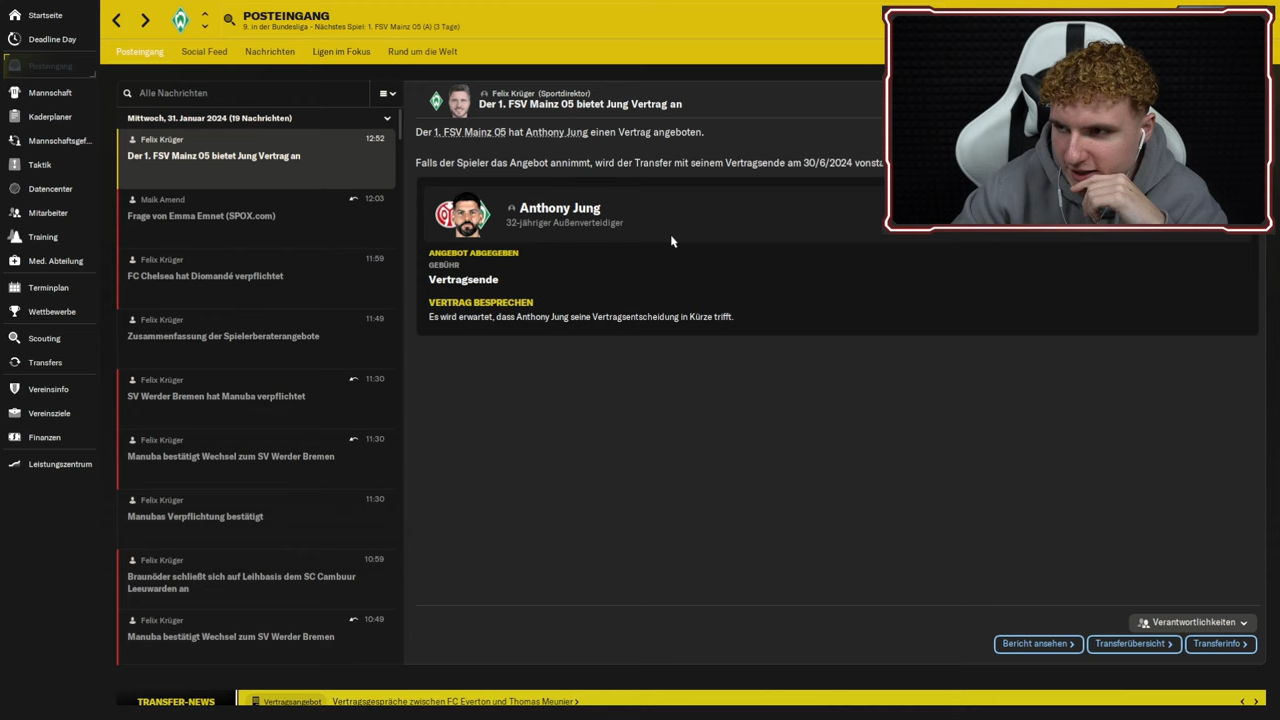 Startseite
Deadline Day
Posteingang
Mannschaft
Kaderplaner
Mannschaftsgef...
Taktik
Datencenter
Mitarbeiter
Training
Med. Abteilung
Terminplan
Wettbewerbe
Scouting
Transfers
Vereinsinfo
Vereinsziele
Finanzen
Leistungszentrum
POSTEINGANG
9. in der Bundesliga - Nächstes Spiel: 1. FSV Mainz 05 (A) (3 Tage)
Posteingang Social Feed Nachrichten Ligen im Fokus Rund um die Welt
Alle Nachrichten
Mittwoch, 31. Januar 2024 (19 Nachrichten)
Felix Krüger 12:52
Der 1. FSV Mainz 05 bietet Jung Vertrag an
Maik Amend 12:03
Frage von Emma Emnet (SPOX.com)
Felix Krüger 11:59
FC Chelsea hat Diomandé verpflichtet
Felix Krüger 11:49
Zusammenfassung der Spielerberaterangebote
Felix Krüger 11:30
SV Werder Bremen hat Manuba verpflichtet
Felix Krüger 11:30
Manuba bestätigt Wechsel zum SV Werder Bremen
Felix Krüger 11:30
Manubas Verpflichtung bestätigt
Felix Krüger 10:59
Braunöder schließt sich auf Leihbasis dem SC Cambuur
Leeuwarden an
Felix Krüger 10:49
Manuba bestätigt Wechsel zum SV Werder Bremen
Felix Krüger (Sportdirektor)
Der 1. FSV Mainz 05 bietet Jung Vertrag an
Der 1. FSV Mainz 05 hat Anthony Jung einen Vertrag angeboten.
Falls der Spieler das Angebot annimmt, wird der Transfer mit seinem Vertragsende am 30/6/2024 vonsta
Anthony Jung
32-jähriger Außenverteidiger
ANGEBOT ABGEGEBEN
GEBÜHR
Vertragsende
VERTRAG BESPRECHEN
Es wird erwartet, dass Anthony Jung seine Vertragsentscheidung in Kürze trifft.
Verantwortlichkeiten
Bericht ansehen Transferübersicht Transferinfo
TRANSFER-NEWS Vertragsangebot Vertragsgespräche zwischen FC Everton und Thomas Meunier